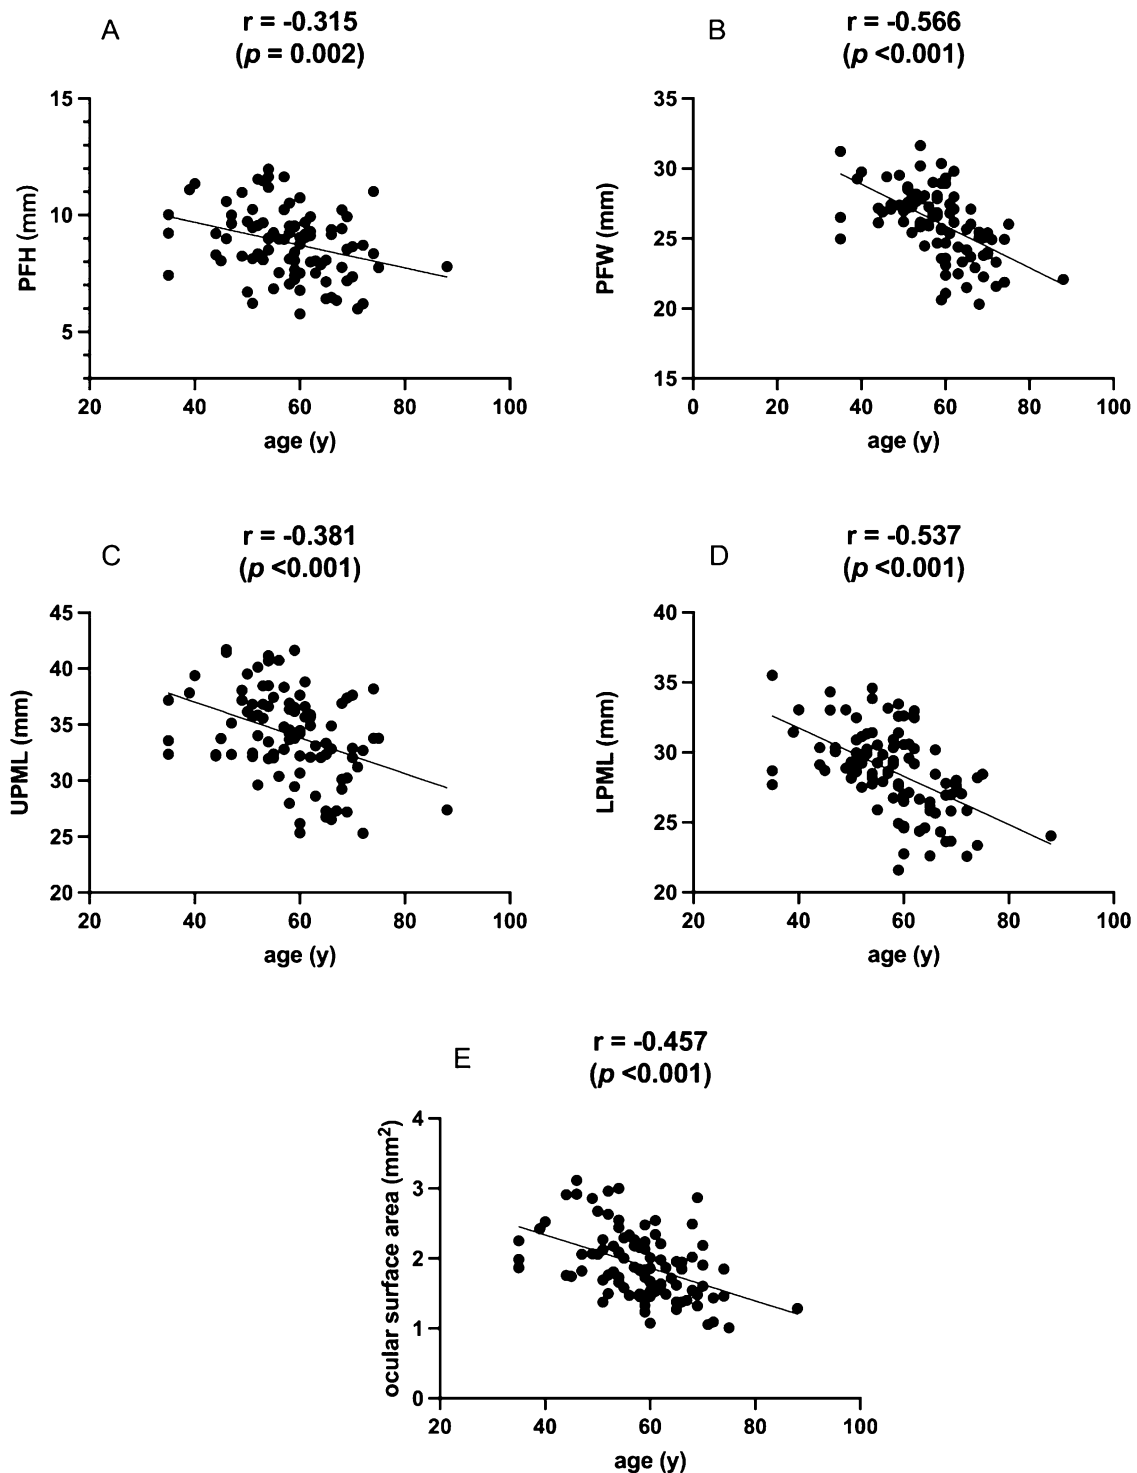 A
r = -0.315
(p = 0.002)
15
10
5
PFH (mm)
20 40 60 80 100
age (y)
B
r = -0.566
(p <0.001)
35
30
25
20
15
PFW (mm)
0 20 40 60 80 100
age (y)
C
r = -0.381
(p <0.001)
45
40
35
30
25
20
UPML (mm)
20 40 60 80 100
age (y)
D
r = -0.537
(p <0.001)
40
35
30
25
20
LPML (mm)
20 40 60 80 100
age (y)
E
r = -0.457
(p <0.001)
4
3
2
1
0
ocular surface area (mm²)
20 40 60 80 100
age (y)